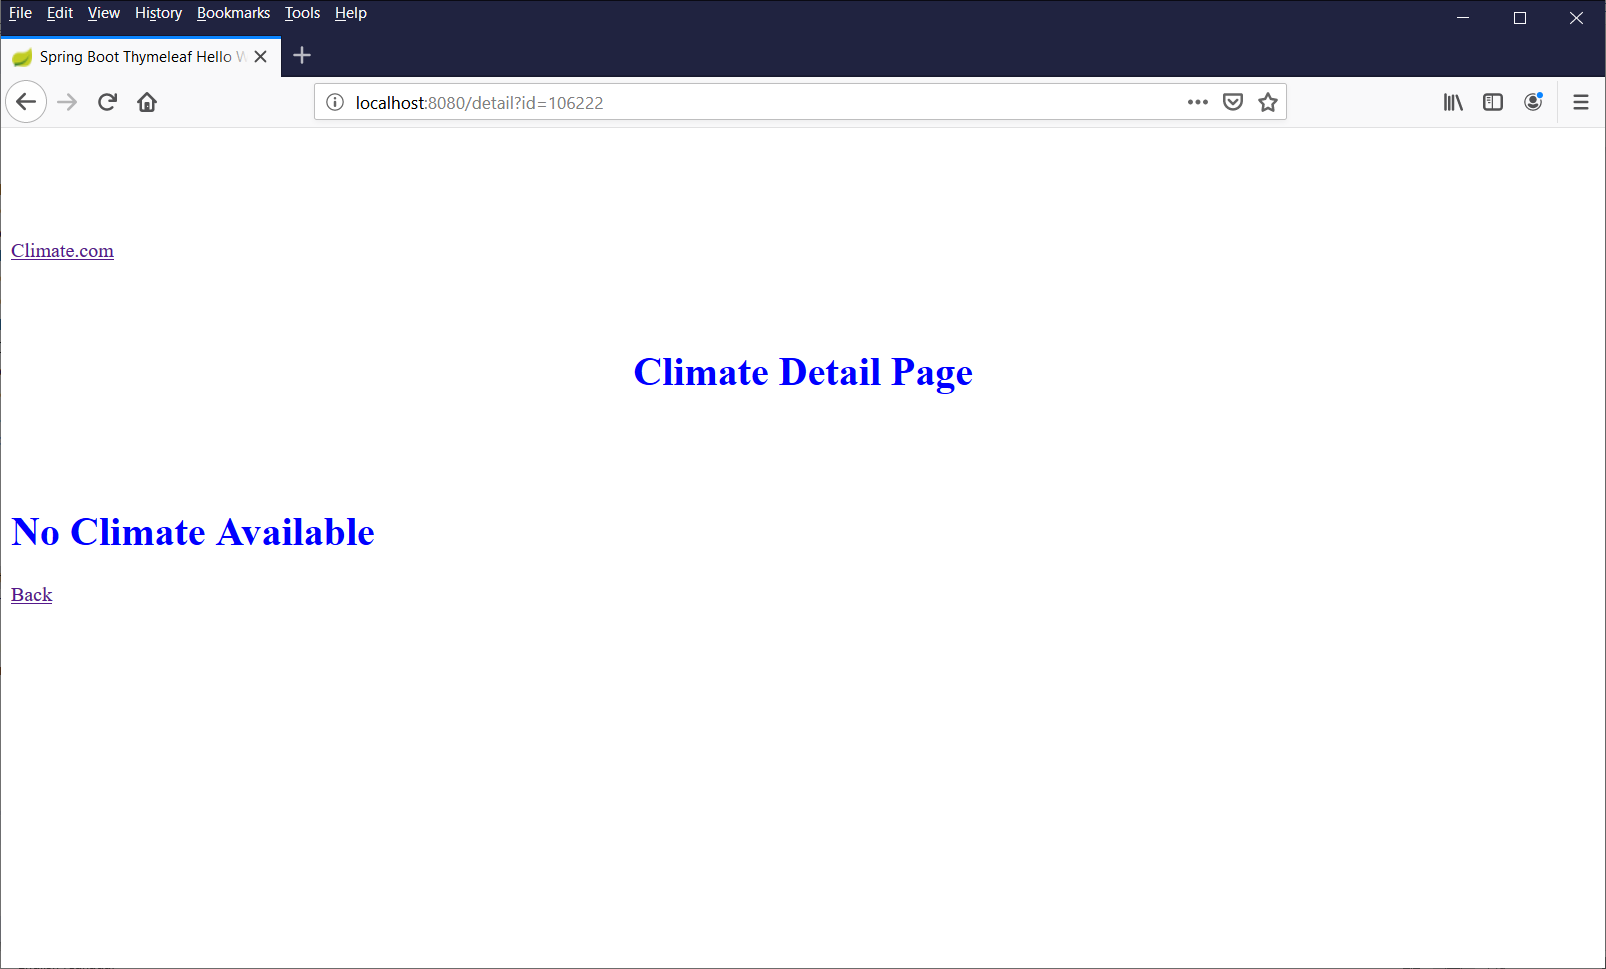 File Edit View History Bookmarks Tools Help
Spring Boot Thymeleaf Hello
localhost:8080/detail?id=106222
Climate.com
Climate Detail Page
No Climate Available
Back